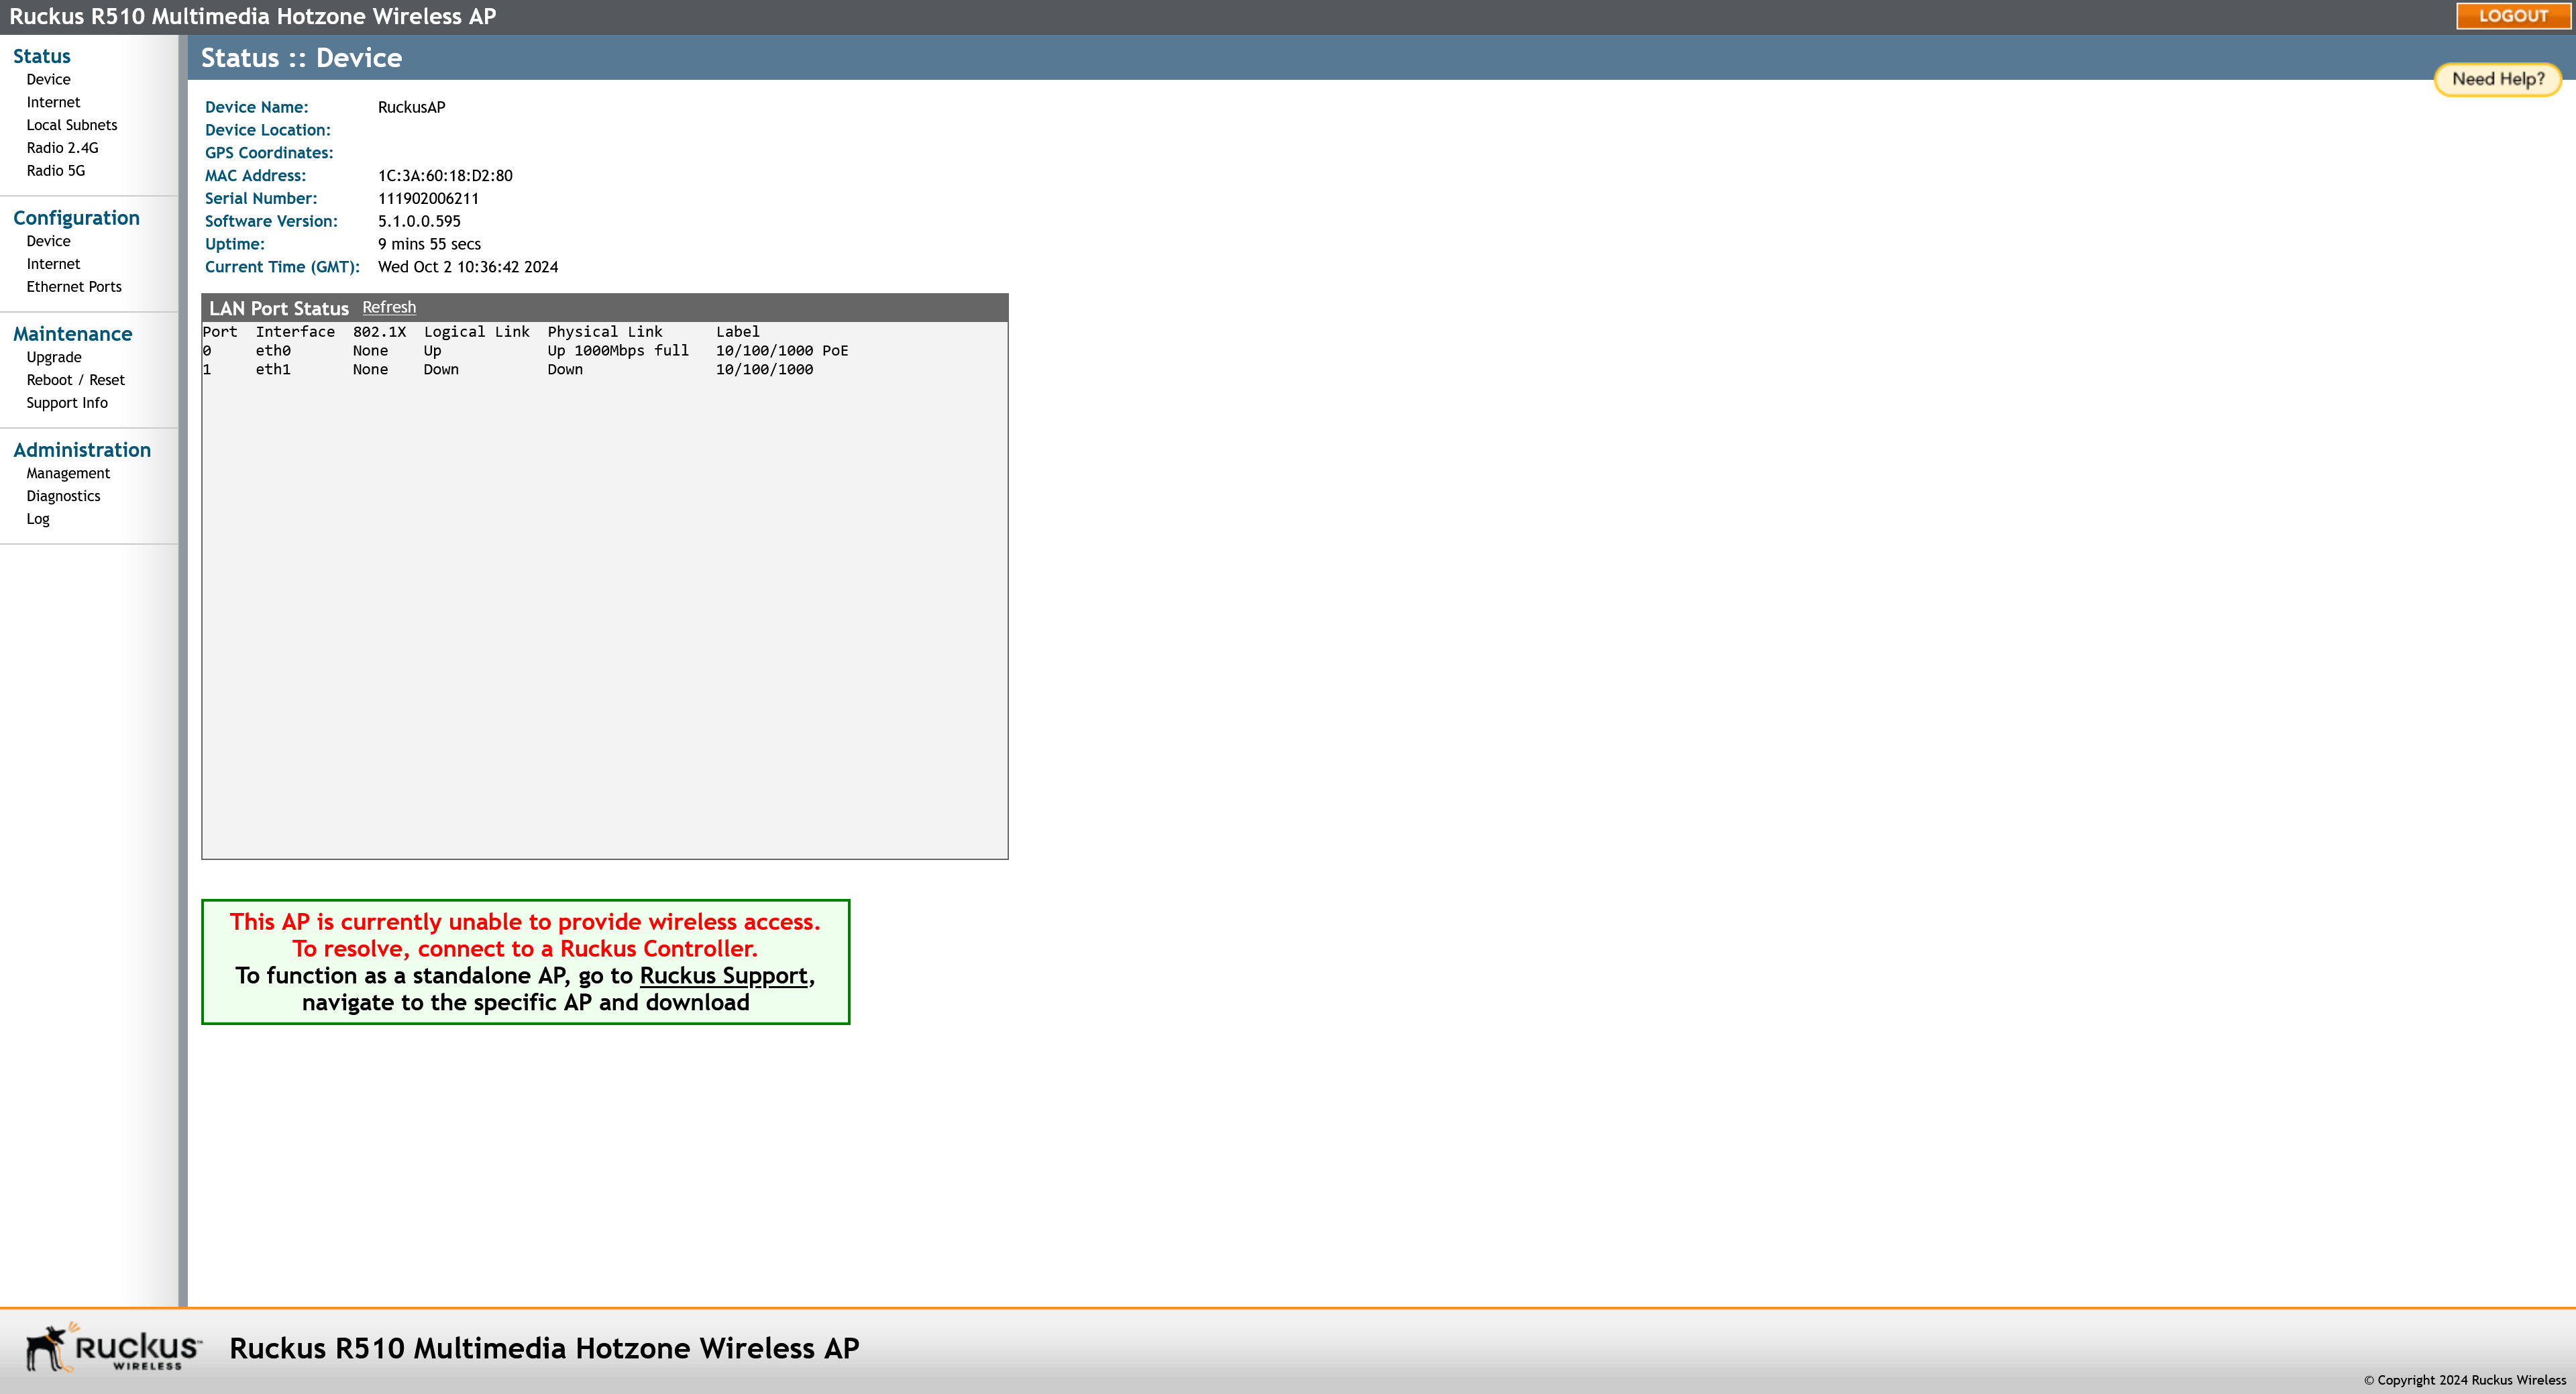 Ruckus R510 Multimedia Hotzone Wireless AP
LOGOUT
Status
Device
Internet
Local Subnets
Radio 2.4G
Radio 5G
Configuration
Device
Internet
Ethernet Ports
Maintenance
Upgrade
Reboot / Reset
Support Info
Administration
Management
Diagnostics
Log
Status :: Device
Need Help?
Device Name: RuckusAP
Device Location:
GPS Coordinates:
MAC Address: 1C:3A:60:18:D2:80
Serial Number: 111902006211
Software Version: 5.1.0.0.595
Uptime: 9 mins 55 secs
Current Time (GMT): Wed Oct 2 10:36:42 2024
LAN Port Status Refresh
Port Interface 802.1X Logical Link Physical Link Label
0 eth0 None Up Up 1000Mbps full 10/100/1000 PoE
1 eth1 None Down Down 10/100/1000
This AP is currently unable to provide wireless access.
To resolve, connect to a Ruckus Controller.
To function as a standalone AP, go to Ruckus Support,
navigate to the specific AP and download
Ruckus™
WIRELESS
Ruckus R510 Multimedia Hotzone Wireless AP
© Copyright 2024 Ruckus Wireless